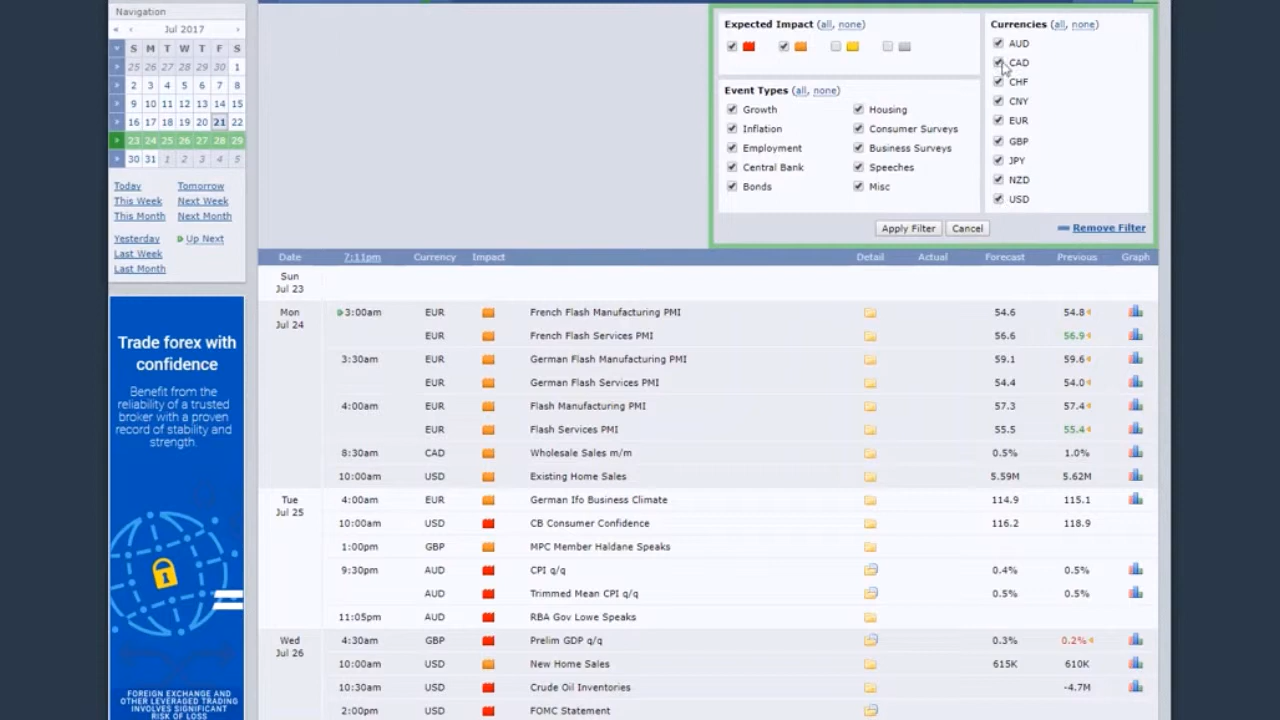 Navigation
Jul 2017
S M T W T F S
25 26 27 28 29 30 1
2 3 4 5 6 7 8
9 10 11 12 13 14 15
16 17 18 19 20 21 22
23 24 25 26 27 28 29
30 31 1 2 3 4 5
Today Tomorrow
This Week Next Week
This Month Next Month
Yesterday Up Next
Last Week
Last Month
Trade forex with
confidence
Benefit from the
reliability of a trusted
broker with a proven
record of stability and
strength.
FOREIGN EXCHANGE AND
OTHER LEVERAGED TRADING
INVOLVES SIGNIFICANT
RISK OF LOSS
Expected Impact (all, none)
Event Types (all, none)
Growth Housing
Inflation Consumer Surveys
Employment Business Surveys
Central Bank Speeches
Bonds Misc
Currencies (all, none)
AUD
CAD
CHF
CNY
EUR
GBP
JPY
NZD
USD
Apply Filter Cancel Remove Filter
Date 7:11pm Currency Impact Detail Actual Forecast Previous Graph
Sun
Jul 23
Mon
Jul 24
3:00am EUR French Flash Manufacturing PMI 54.6 54.8
EUR French Flash Services PMI 56.6 56.9
3:30am EUR German Flash Manufacturing PMI 59.1 59.6
EUR German Flash Services PMI 54.4 54.0
4:00am EUR Flash Manufacturing PMI 57.3 57.4
EUR Flash Services PMI 55.5 55.4
8:30am CAD Wholesale Sales m/m 0.5% 1.0%
10:00am USD Existing Home Sales 5.59M 5.62M
Tue
Jul 25
4:00am EUR German Ifo Business Climate 114.9 115.1
10:00am USD CB Consumer Confidence 116.2 118.9
1:00pm GBP MPC Member Haldane Speaks
9:30pm AUD CPI q/q 0.4% 0.5%
AUD Trimmed Mean CPI q/q 0.5% 0.5%
11:05pm AUD RBA Gov Lowe Speaks
Wed
Jul 26
4:30am GBP Prelim GDP q/q 0.3% 0.2%
10:00am USD New Home Sales 615K 610K
10:30am USD Crude Oil Inventories -4.7M
2:00pm USD FOMC Statement